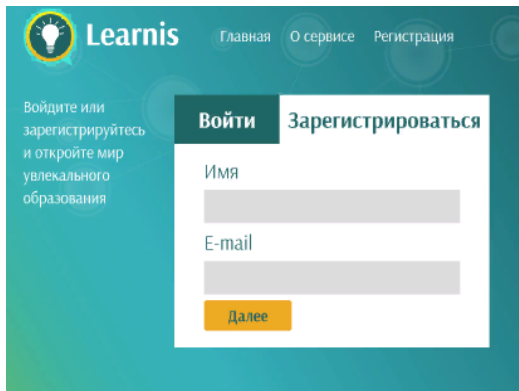 Learnis Главная О сервисе Регистрация
Войдите или
зарегистрируйтесь
и откройте мир
увлекального
образования
Войти Зарегистрироваться
Имя
E-mail
Далее